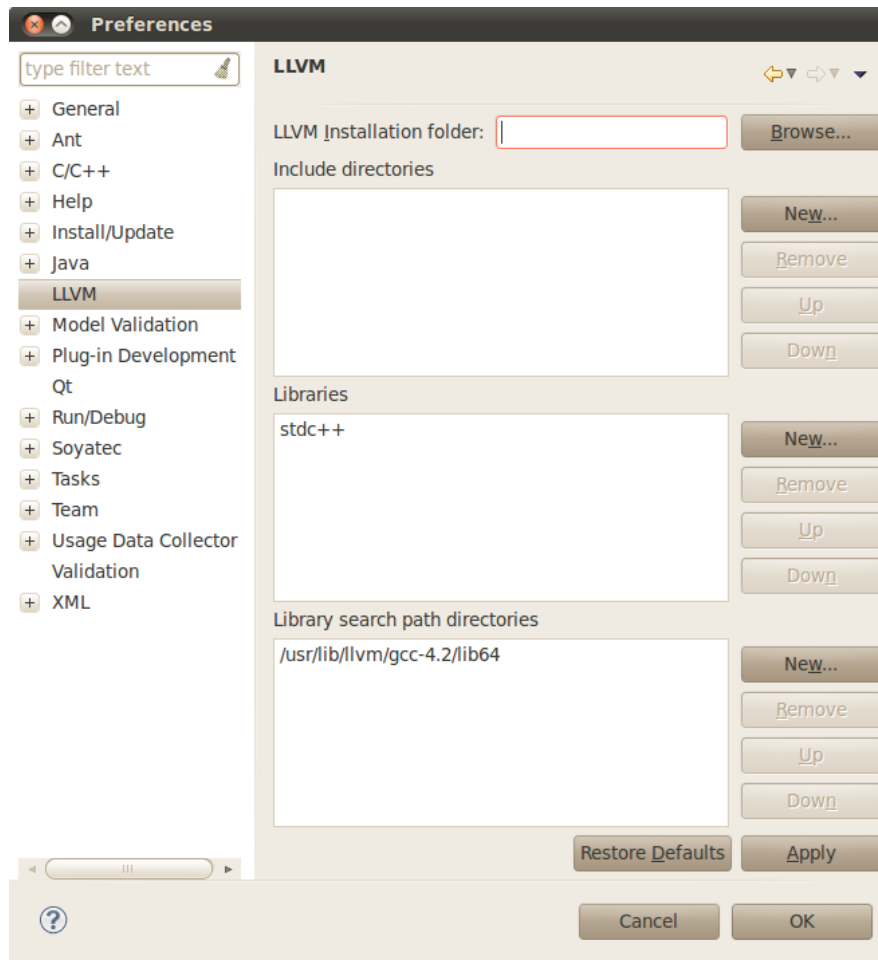 Preferences
type filter text
General
Ant
C/C++
Help
Install/Update
Java
LLVM
Model Validation
Plug-in Development
Qt
Run/Debug
Soyatec
Tasks
Team
Usage Data Collector
Validation
XML
LLVM
LLVM Installation folder:
Browse...
Include directories
New...
Remove
Up
Down
Libraries
stdc++
New...
Remove
Up
Down
Library search path directories
/usr/lib/llvm/gcc-4.2/lib64
New...
Remove
Up
Down
Restore Defaults
Apply
Cancel
OK